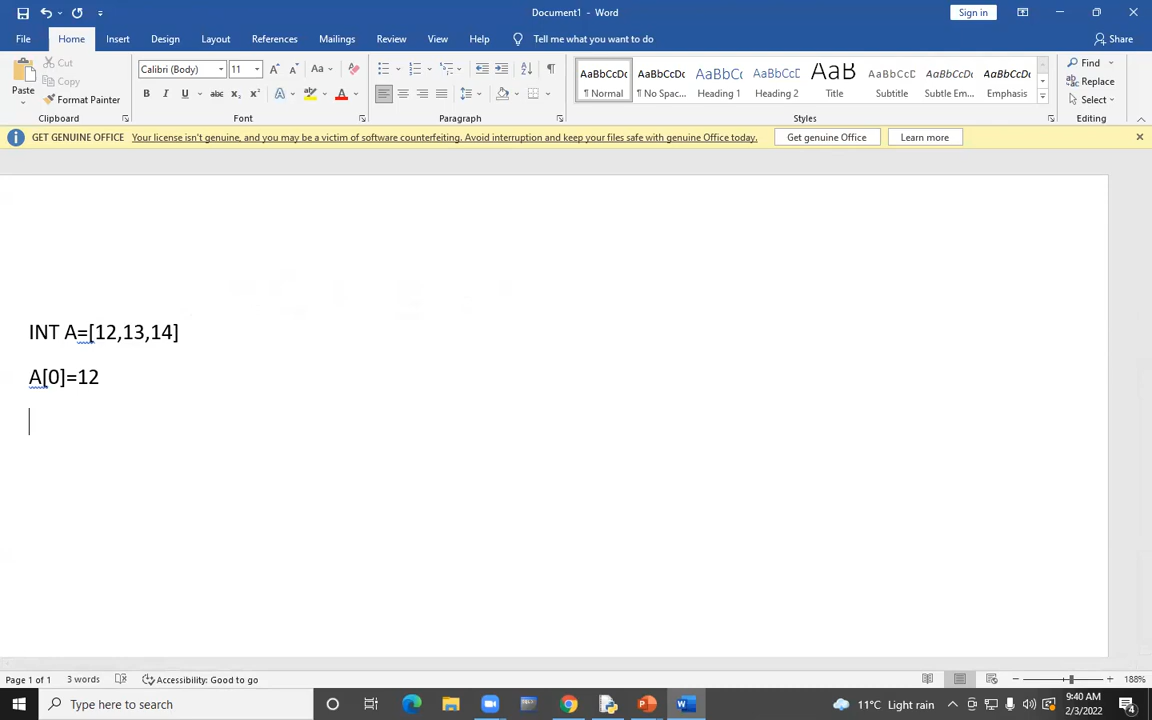 Document1 - Word
Sign in
File Home Insert Design Layout References Mailings Review View Help Tell me what you want to do Share
Paste
Cut
Copy
Format Painter
Clipboard
Calibri (Body) 11
Font
Paragraph
AaBbCcDc ¶ Normal
AaBbCcDc ¶ No Spac...
AaBbCc Heading 1
AaBbCcD Heading 2
AaB Title
AaBbCcD Subtitle
AaBbCcDc Subtle Em...
AaBbCcDc Emphasis
Styles
Find
Replace
Select
Editing
GET GENUINE OFFICE Your license isn't genuine, and you may be a victim of software counterfeiting. Avoid interruption and keep your files safe with genuine Office today. Get genuine Office Learn more
INT A=[12,13,14]
A[0]=12
Page 1 of 1 3 words Accessibility: Good to go 188%
Type here to search
11°C Light rain
9:40 AM
2/3/2022
4